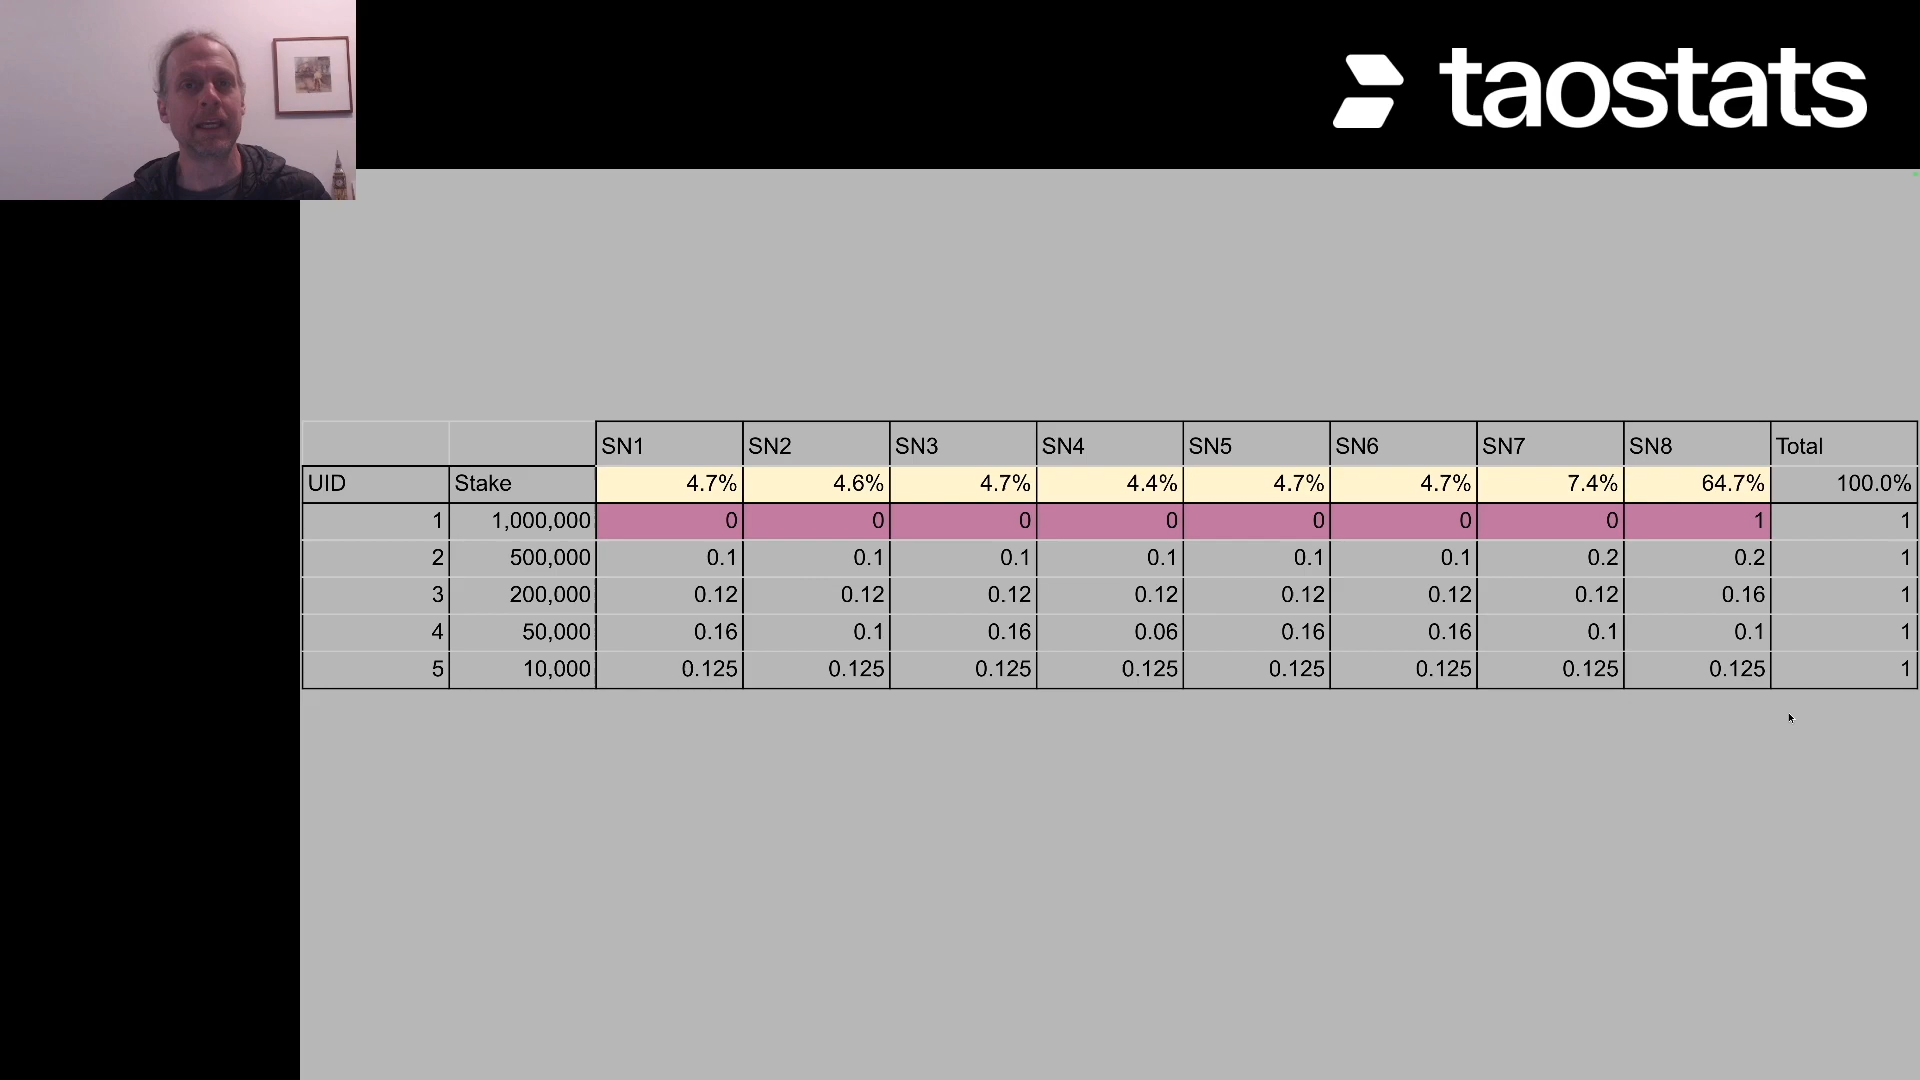 taostats
SN1 SN2 SN3 SN4 SN5 SN6 SN7 SN8 Total
UID Stake 4.7% 4.6% 4.7% 4.4% 4.7% 4.7% 7.4% 64.7% 100.0%
1 1,000,000 0 0 0 0 0 0 0 1 1
2 500,000 0.1 0.1 0.1 0.1 0.1 0.1 0.2 0.2 1
3 200,000 0.12 0.12 0.12 0.12 0.12 0.12 0.12 0.16 1
4 50,000 0.16 0.1 0.16 0.06 0.16 0.16 0.1 0.1 1
5 10,000 0.125 0.125 0.125 0.125 0.125 0.125 0.125 0.125 1